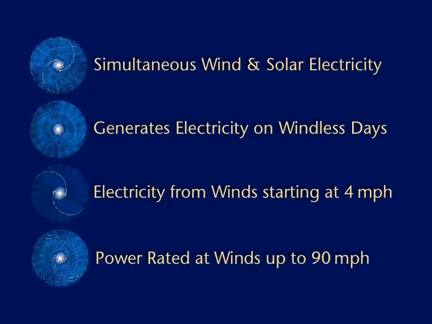 Simultaneous Wind & Solar Electricity
Generates Electricity on Windless Days
Electricity from Winds starting at 4 mph
Power Rated at Winds up to 90 mph